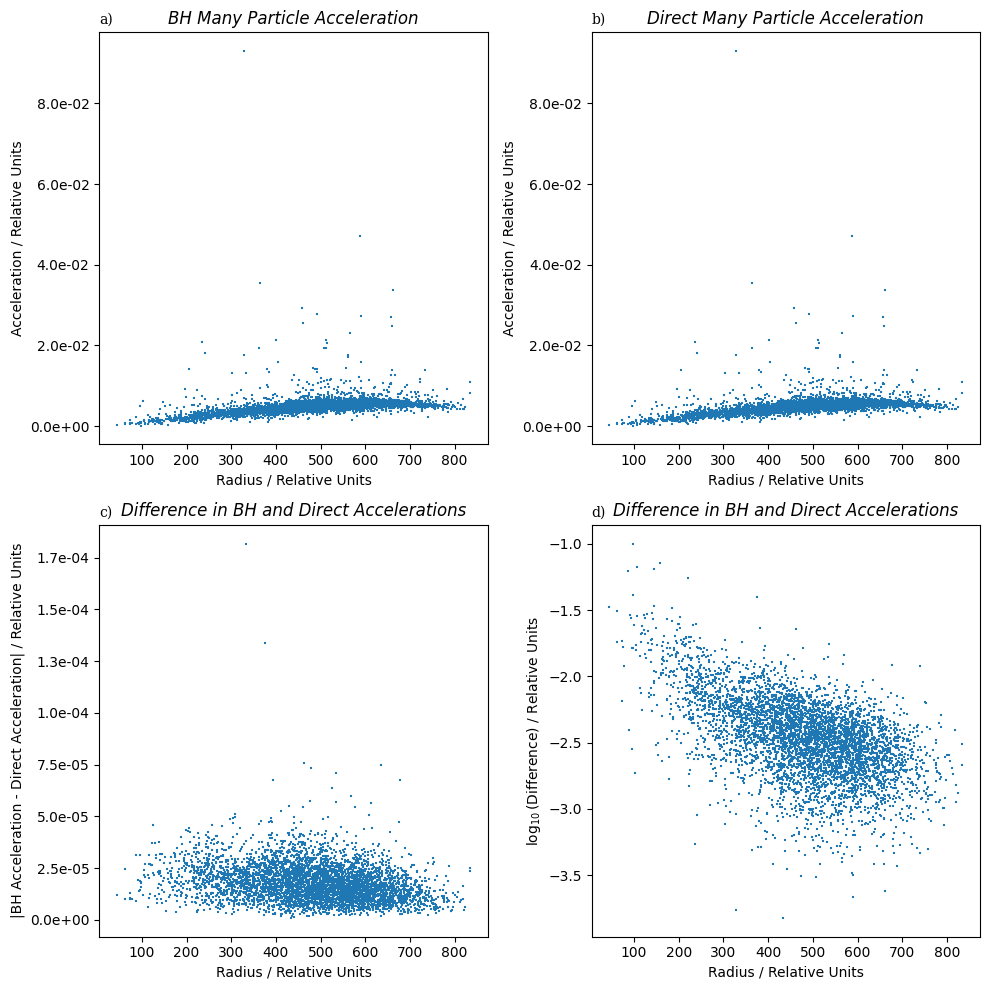 a) BH Many Particle Acceleration
Acceleration / Relative Units
8.0e-02
6.0e-02
4.0e-02
2.0e-02
0.0e+00
100 200 300 400 500 600 700 800
Radius / Relative Units
b) Direct Many Particle Acceleration
Acceleration / Relative Units
8.0e-02
6.0e-02
4.0e-02
2.0e-02
0.0e+00
100 200 300 400 500 600 700 800
Radius / Relative Units
c) Difference in BH and Direct Accelerations
|BH Acceleration - Direct Acceleration| / Relative Units
1.7e-04
1.5e-04
1.3e-04
1.0e-04
7.5e-05
5.0e-05
2.5e-05
0.0e+00
100 200 300 400 500 600 700 800
Radius / Relative Units
d) Difference in BH and Direct Accelerations
log₁₀ (Difference) / Relative Units
−1.0
−1.5
−2.0
−2.5
−3.0
−3.5
100 200 300 400 500 600 700 800
Radius / Relative Units